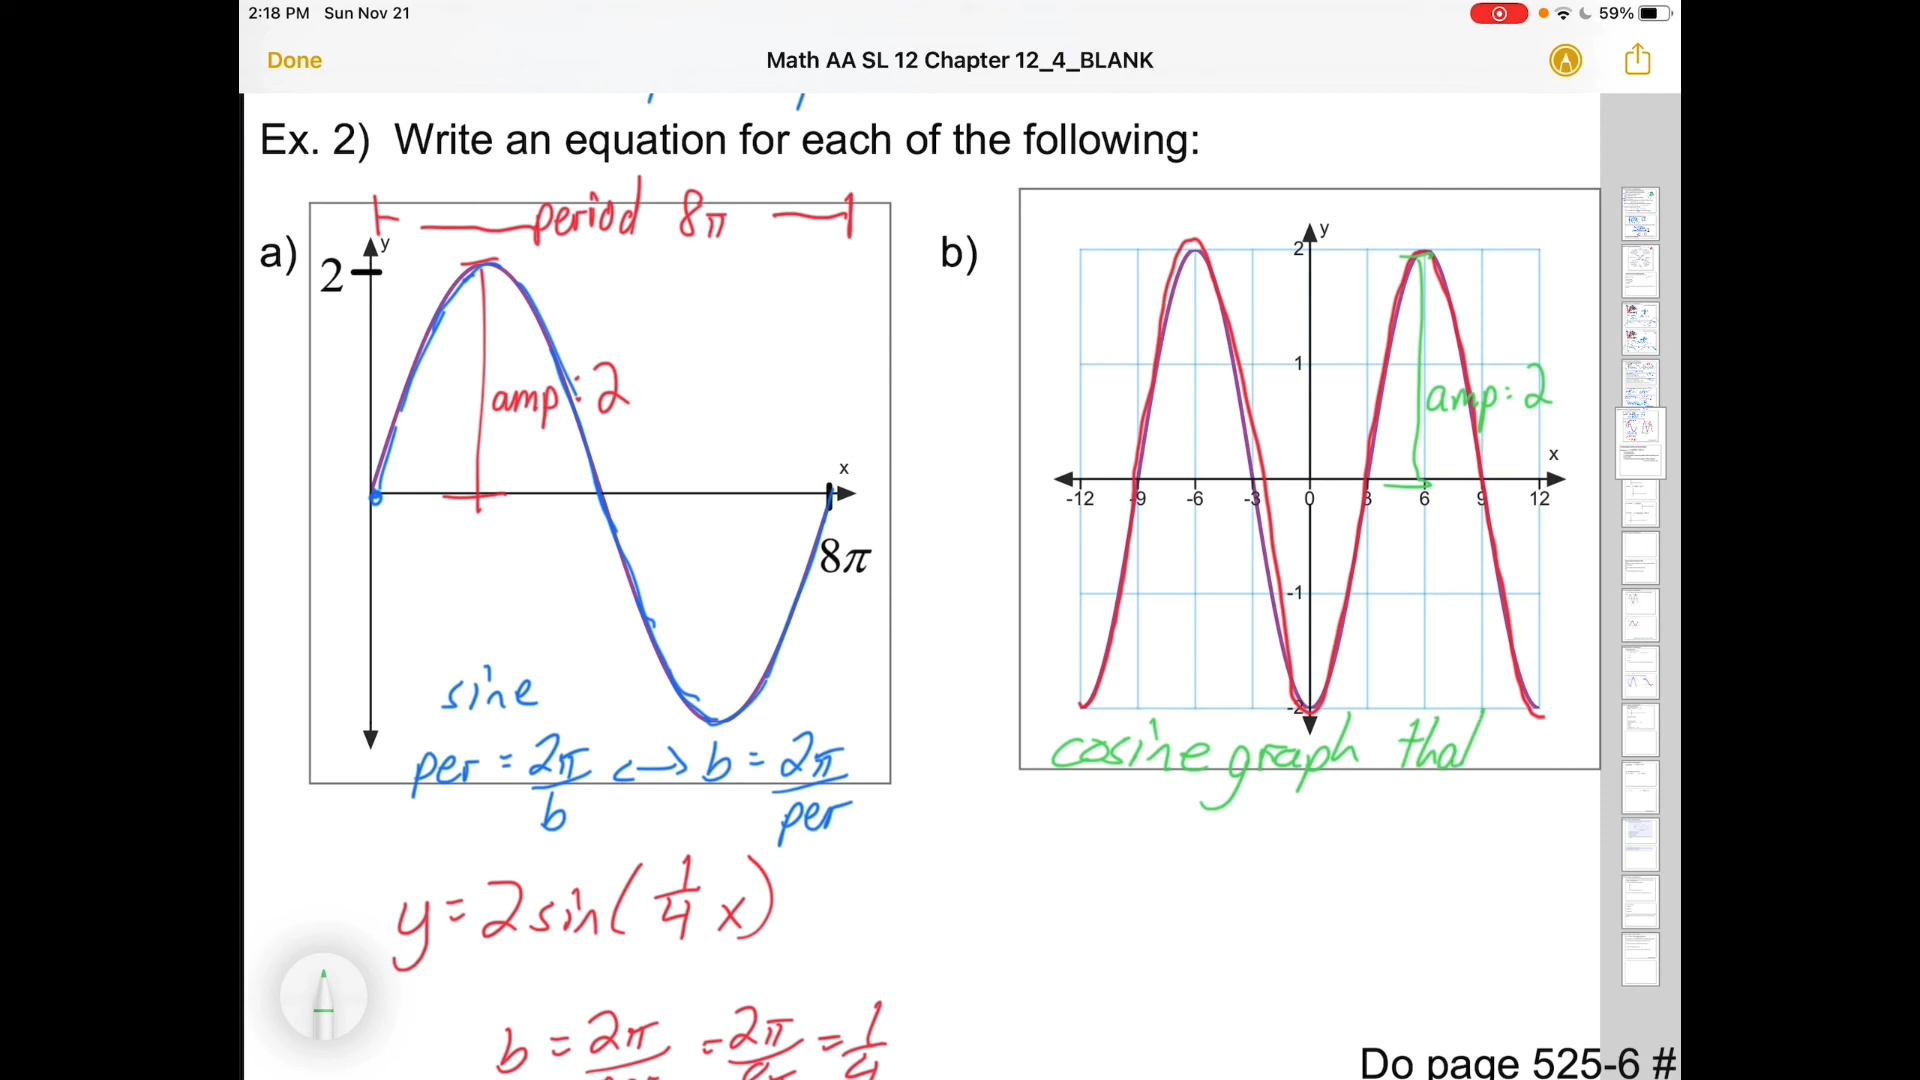 2:18 PM Sun Nov 21
59%
Done
Math AA SL 12 Chapter 12_4_BLANK
Ex. 2) Write an equation for each of the following:
a)
period 8π
y
2
amp: 2
x
8π
sine
per = 2π/b ↔ b = 2π/per
y = 2 sin(1/4 x)
b = 2π = 2π = 1/4
b)
y
2
1
amp: 2
x
-12 -9 -6 -3 0 3 6 9 12
-1
-2
cosine graph that
Do page 525-6 #